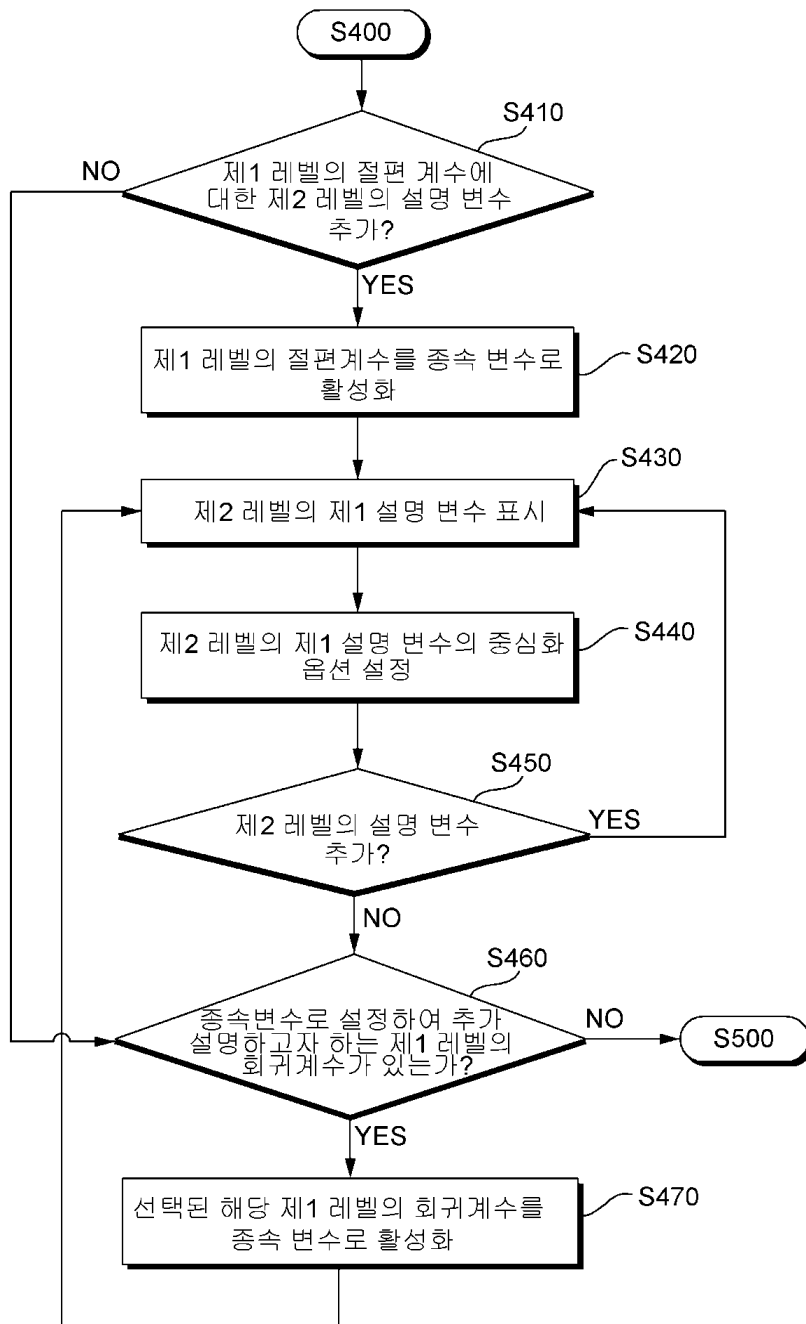 S400
S410
제1 레벨의 절편 계수에
대한 제2 레벨의 설명 변수
추가?
NO
YES
제1 레벨의 절편계수를 종속 변수로
활성화
S420
S430
제2 레벨의 제1 설명 변수 표시
제2 레벨의 제1 설명 변수의 중심화
옵션 설정
S440
S450
제2 레벨의 설명 변수
추가?
YES
NO
S460
종속변수로 설정하여 추가
설명하고자 하는 제1 레벨의
회귀계수가 있는가?
NO
S500
YES
선택된 해당 제1 레벨의 회귀계수를
종속 변수로 활성화
S470